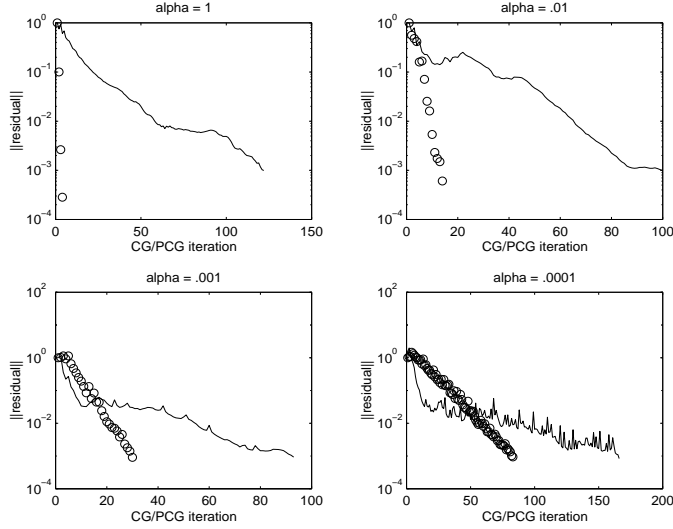 alpha = 1
10^0
10^-1
10^-2
10^-3
10^-4
||residual||
0 50 100 150
CG/PCG iteration
alpha = .01
10^0
10^-1
10^-2
10^-3
10^-4
||residual||
0 20 40 60 80 100
CG/PCG iteration
alpha = .001
10^2
10^0
10^-2
10^-4
||residual||
0 20 40 60 80 100
CG/PCG iteration
alpha = .0001
10^2
10^0
10^-2
10^-4
||residual||
0 50 100 150 200
CG/PCG iteration